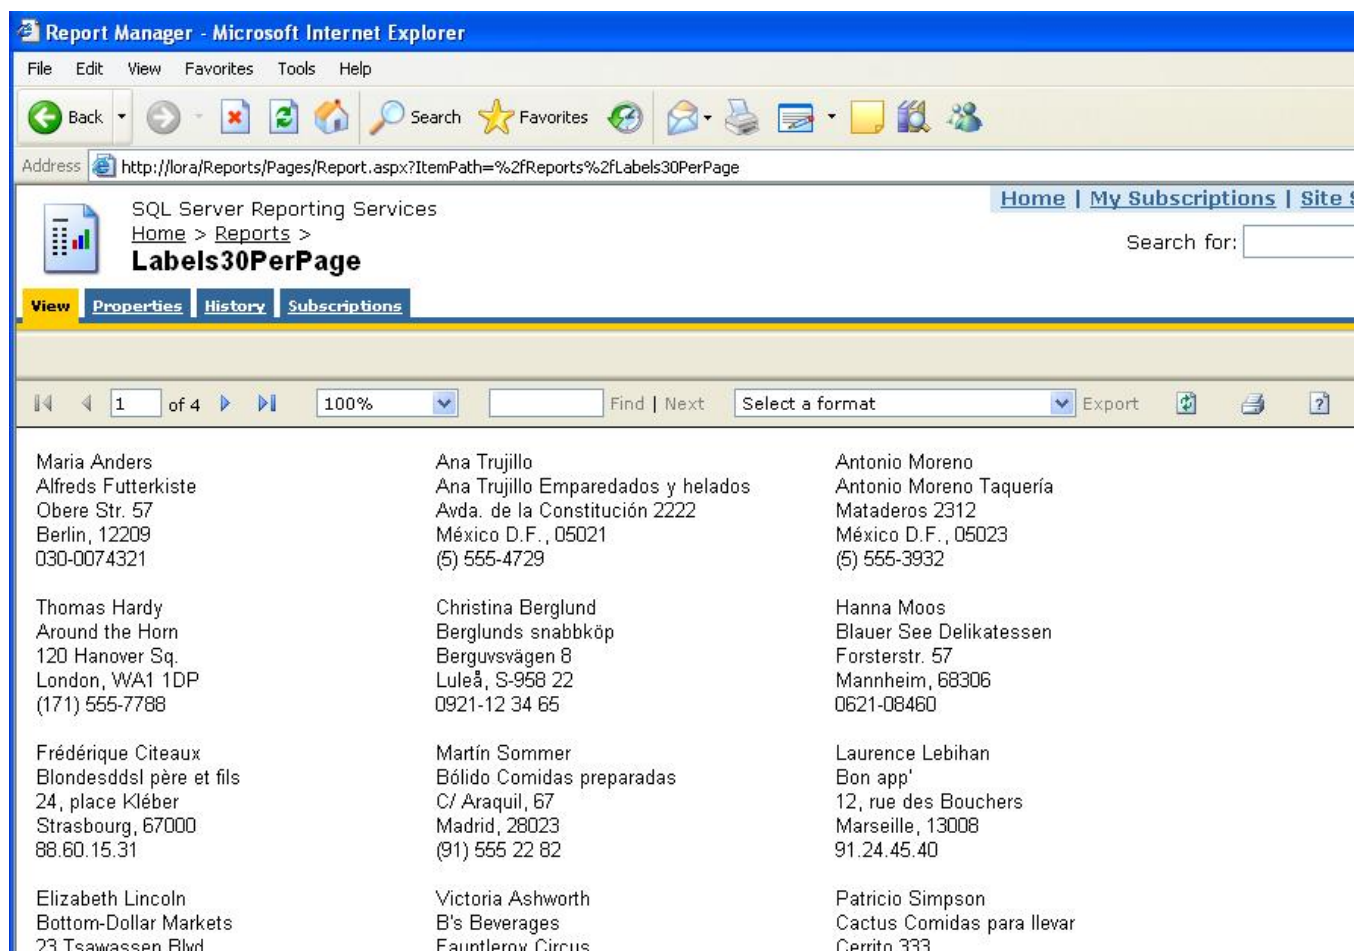 Report Manager - Microsoft Internet Explorer
File Edit View Favorites Tools Help
Back Search Favorites
Address http://lora/Reports/Pages/Report.aspx?ItemPath=%2fReports%2fLabels30PerPage
Home | My Subscriptions | Site
SQL Server Reporting Services
Home > Reports >
Search for:
Labels30PerPage
View Properties History Subscriptions
1 of 4 100% Find | Next Select a format Export
Maria Anders
Alfreds Futterkiste
Obere Str. 57
Berlin, 12209
030-0074321
Ana Trujillo
Ana Trujillo Emparedados y helados
Avda. de la Constitución 2222
México D.F., 05021
(5) 555-4729
Antonio Moreno
Antonio Moreno Taquería
Mataderos 2312
México D.F., 05023
(5) 555-3932
Thomas Hardy
Around the Horn
120 Hanover Sq.
London, WA1 1DP
(171) 555-7788
Christina Berglund
Berglunds snabbköp
Berguvsvägen 8
Luleå, S-958 22
0921-12 34 65
Hanna Moos
Blauer See Delikatessen
Forsterstr. 57
Mannheim, 68306
0621-08460
Frédérique Citeaux
Blondesddsl père et fils
24, place Kléber
Strasbourg, 67000
88.60.15.31
Martín Sommer
Bólido Comidas preparadas
C/ Araquil, 67
Madrid, 28023
(91) 555 22 82
Laurence Lebihan
Bon app'
12, rue des Bouchers
Marseille, 13008
91.24.45.40
Elizabeth Lincoln
Bottom-Dollar Markets
23 Tsawassen Blvd.
Victoria Ashworth
B's Beverages
Fauntleroy Circus
Patricio Simpson
Cactus Comidas para llevar
Cerrito 333